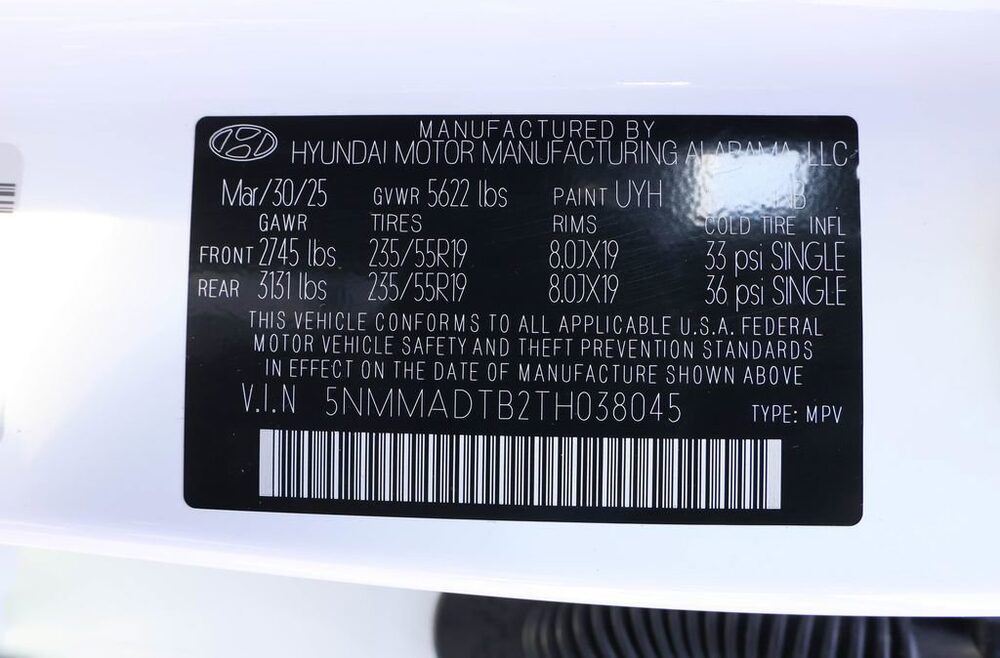 MANUFACTURED BY
HYUNDAI MOTOR MANUFACTURING ALABAMA, LLC
Mar/30/25 GVWR 5622 lbs PAINT UYH NB
GAWR TIRES RIMS COLD TIRE INFL
FRONT 2745 lbs 235/55R19 8.0JX19 33 psi SINGLE
REAR 3131 lbs 235/55R19 8.0JX19 36 psi SINGLE
THIS VEHICLE CONFORMS TO ALL APPLICABLE U.S.A. FEDERAL
MOTOR VEHICLE SAFETY AND THEFT PREVENTION STANDARDS
IN EFFECT ON THE DATE OF MANUFACTURE SHOWN ABOVE
V.I.N 5NMMADTB2TH038045 TYPE: MPV